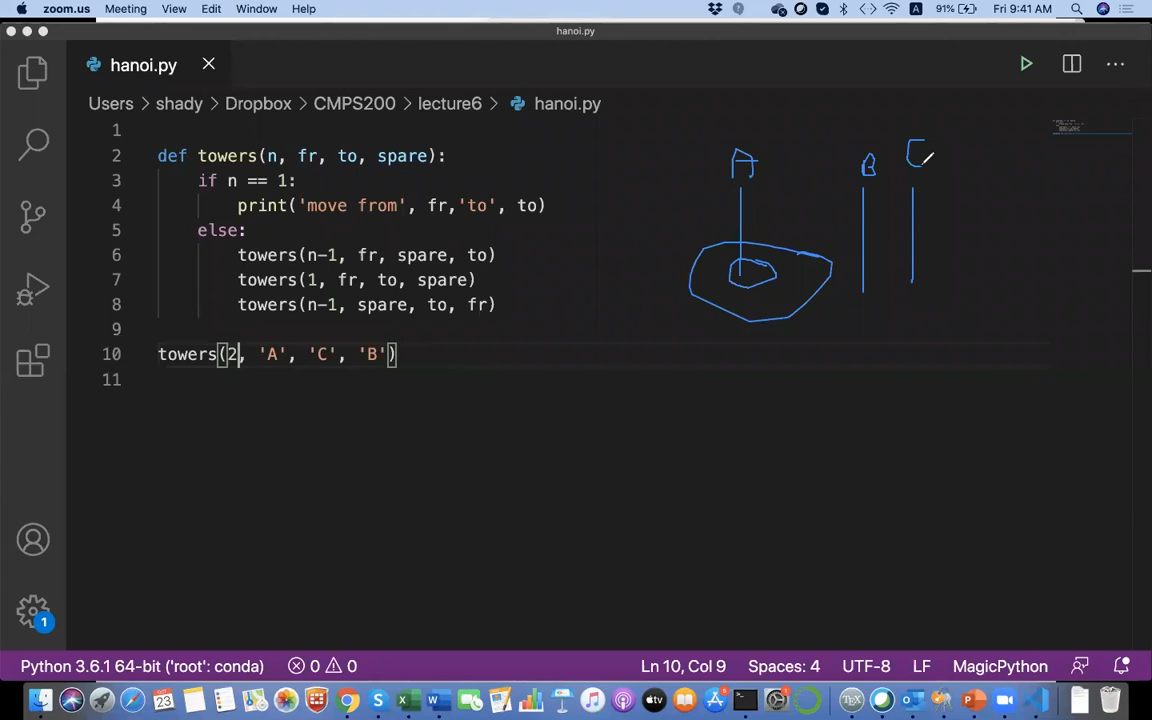 zoom.us Meeting View Edit Window Help A 91% Fri 9:41 AM
hanoi.py
hanoi.py
Users > shady > Dropbox > CMPS200 > lecture6 > hanoi.py
1
2 def towers(n, fr, to, spare):
3 if n == 1:
4 print('move from', fr,'to', to)
5 else:
6 towers(n-1, fr, spare, to)
7 towers(1, fr, to, spare)
8 towers(n-1, spare, to, fr)
9
10 towers(2, 'A', 'C', 'B')
11
A B C
1
Python 3.6.1 64-bit ('root': conda) 0 0 Ln 10, Col 9 Spaces: 4 UTF-8 LF MagicPython